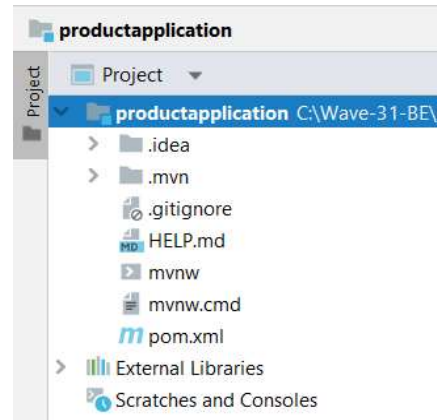 productapplication
Project
Project
productapplication C:\Wave-31-BE\
.idea
.mvn
.gitignore
MD HELP.md
mvnw
mvnw.cmd
m pom.xml
External Libraries
Scratches and Consoles